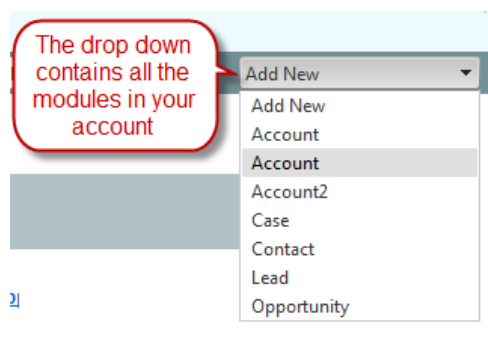 The drop down
contains all the
modules in your
account
Add New
Add New
Account
Account
Account2
Case
Contact
Lead
Opportunity